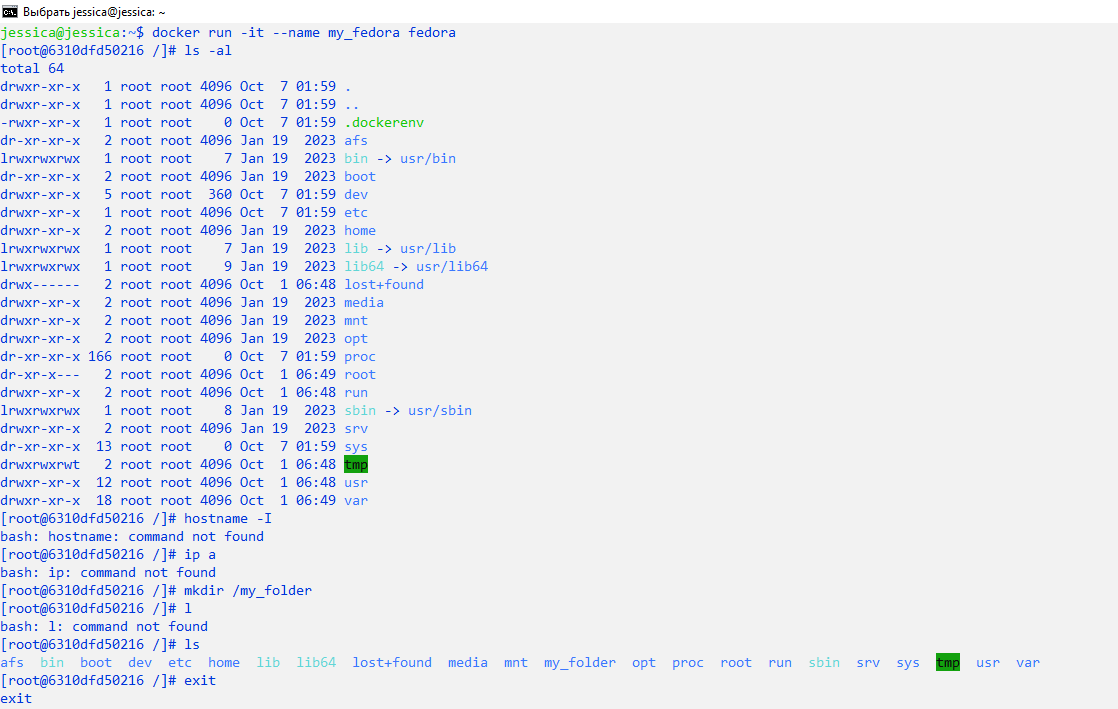 Выбрать jessica@jessica: ~
jessica@jessica:~$ docker run -it --name my_fedora fedora
[root@6310dfd50216 /]# ls -al
total 64
drwxr-xr-x   1 root root 4096 Oct  7 01:59 .
drwxr-xr-x   1 root root 4096 Oct  7 01:59 ..
-rwxr-xr-x   1 root root    0 Oct  7 01:59 .dockerenv
dr-xr-xr-x   2 root root 4096 Jan 19  2023 afs
lrwxrwxrwx   1 root root    7 Jan 19  2023 bin -> usr/bin
dr-xr-xr-x   2 root root 4096 Jan 19  2023 boot
drwxr-xr-x   5 root root  360 Oct  7 01:59 dev
drwxr-xr-x   1 root root 4096 Oct  7 01:59 etc
drwxr-xr-x   2 root root 4096 Jan 19  2023 home
lrwxrwxrwx   1 root root    7 Jan 19  2023 lib -> usr/lib
lrwxrwxrwx   1 root root    9 Jan 19  2023 lib64 -> usr/lib64
drwx------   2 root root 4096 Oct  1 06:48 lost+found
drwxr-xr-x   2 root root 4096 Jan 19  2023 media
drwxr-xr-x   2 root root 4096 Jan 19  2023 mnt
drwxr-xr-x   2 root root 4096 Jan 19  2023 opt
dr-xr-xr-x 166 root root    0 Oct  7 01:59 proc
dr-xr-x---   2 root root 4096 Oct  1 06:49 root
drwxr-xr-x   2 root root 4096 Oct  1 06:48 run
lrwxrwxrwx   1 root root    8 Jan 19  2023 sbin -> usr/sbin
drwxr-xr-x   2 root root 4096 Jan 19  2023 srv
dr-xr-xr-x  13 root root    0 Oct  7 01:59 sys
drwxrwxrwt   2 root root 4096 Oct  1 06:48 tmp
drwxr-xr-x  12 root root 4096 Oct  1 06:48 usr
drwxr-xr-x  18 root root 4096 Oct  1 06:49 var
[root@6310dfd50216 /]# hostname -I
bash: hostname: command not found
[root@6310dfd50216 /]# ip a
bash: ip: command not found
[root@6310dfd50216 /]# mkdir /my_folder
[root@6310dfd50216 /]# l
bash: l: command not found
[root@6310dfd50216 /]# ls
afs  bin  boot  dev  etc  home  lib  lib64  lost+found  media  mnt  my_folder  opt  proc  root  run  sbin  srv  sys  tmp  usr  var
[root@6310dfd50216 /]# exit
exit